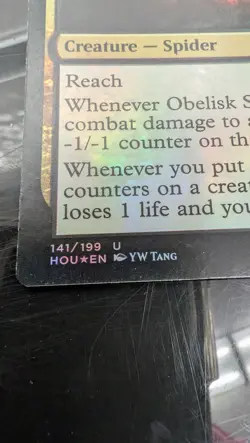 Creature — Spider
Reach
Whenever Obelisk S
combat damage to a
-1/-1 counter on th
Whenever you put
counters on a creat
loses 1 life and you
141/199 U
HOU★EN YW TANG